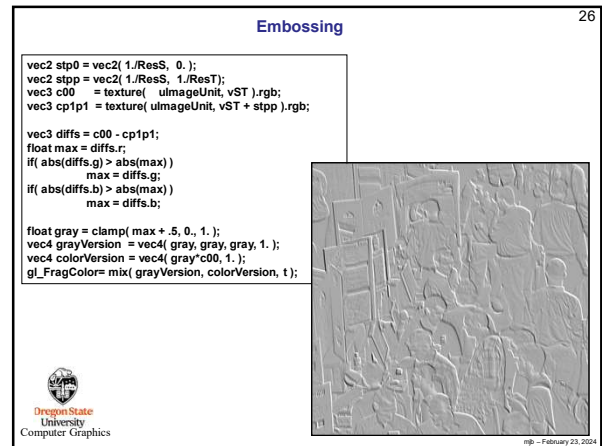 26
Embossing
vec2 stp0 = vec2( 1./ResS, 0. );
vec2 stpp = vec2( 1./ResS, 1./ResT);
vec3 c00 = texture( uImageUnit, vST ).rgb;
vec3 cp1p1 = texture( uImageUnit, vST + stpp ).rgb;
vec3 diffs = c00 - cp1p1;
float max = diffs.r;
if( abs(diffs.g) > abs(max) )
max = diffs.g;
if( abs(diffs.b) > abs(max) )
max = diffs.b;
float gray = clamp( max + .5, 0., 1. );
vec4 grayVersion = vec4( gray, gray, gray, 1. );
vec4 colorVersion = vec4( gray*c00, 1. );
gl_FragColor= mix( grayVersion, colorVersion, t );
Oregon State
University
Computer Graphics
mjb – February 23, 2024